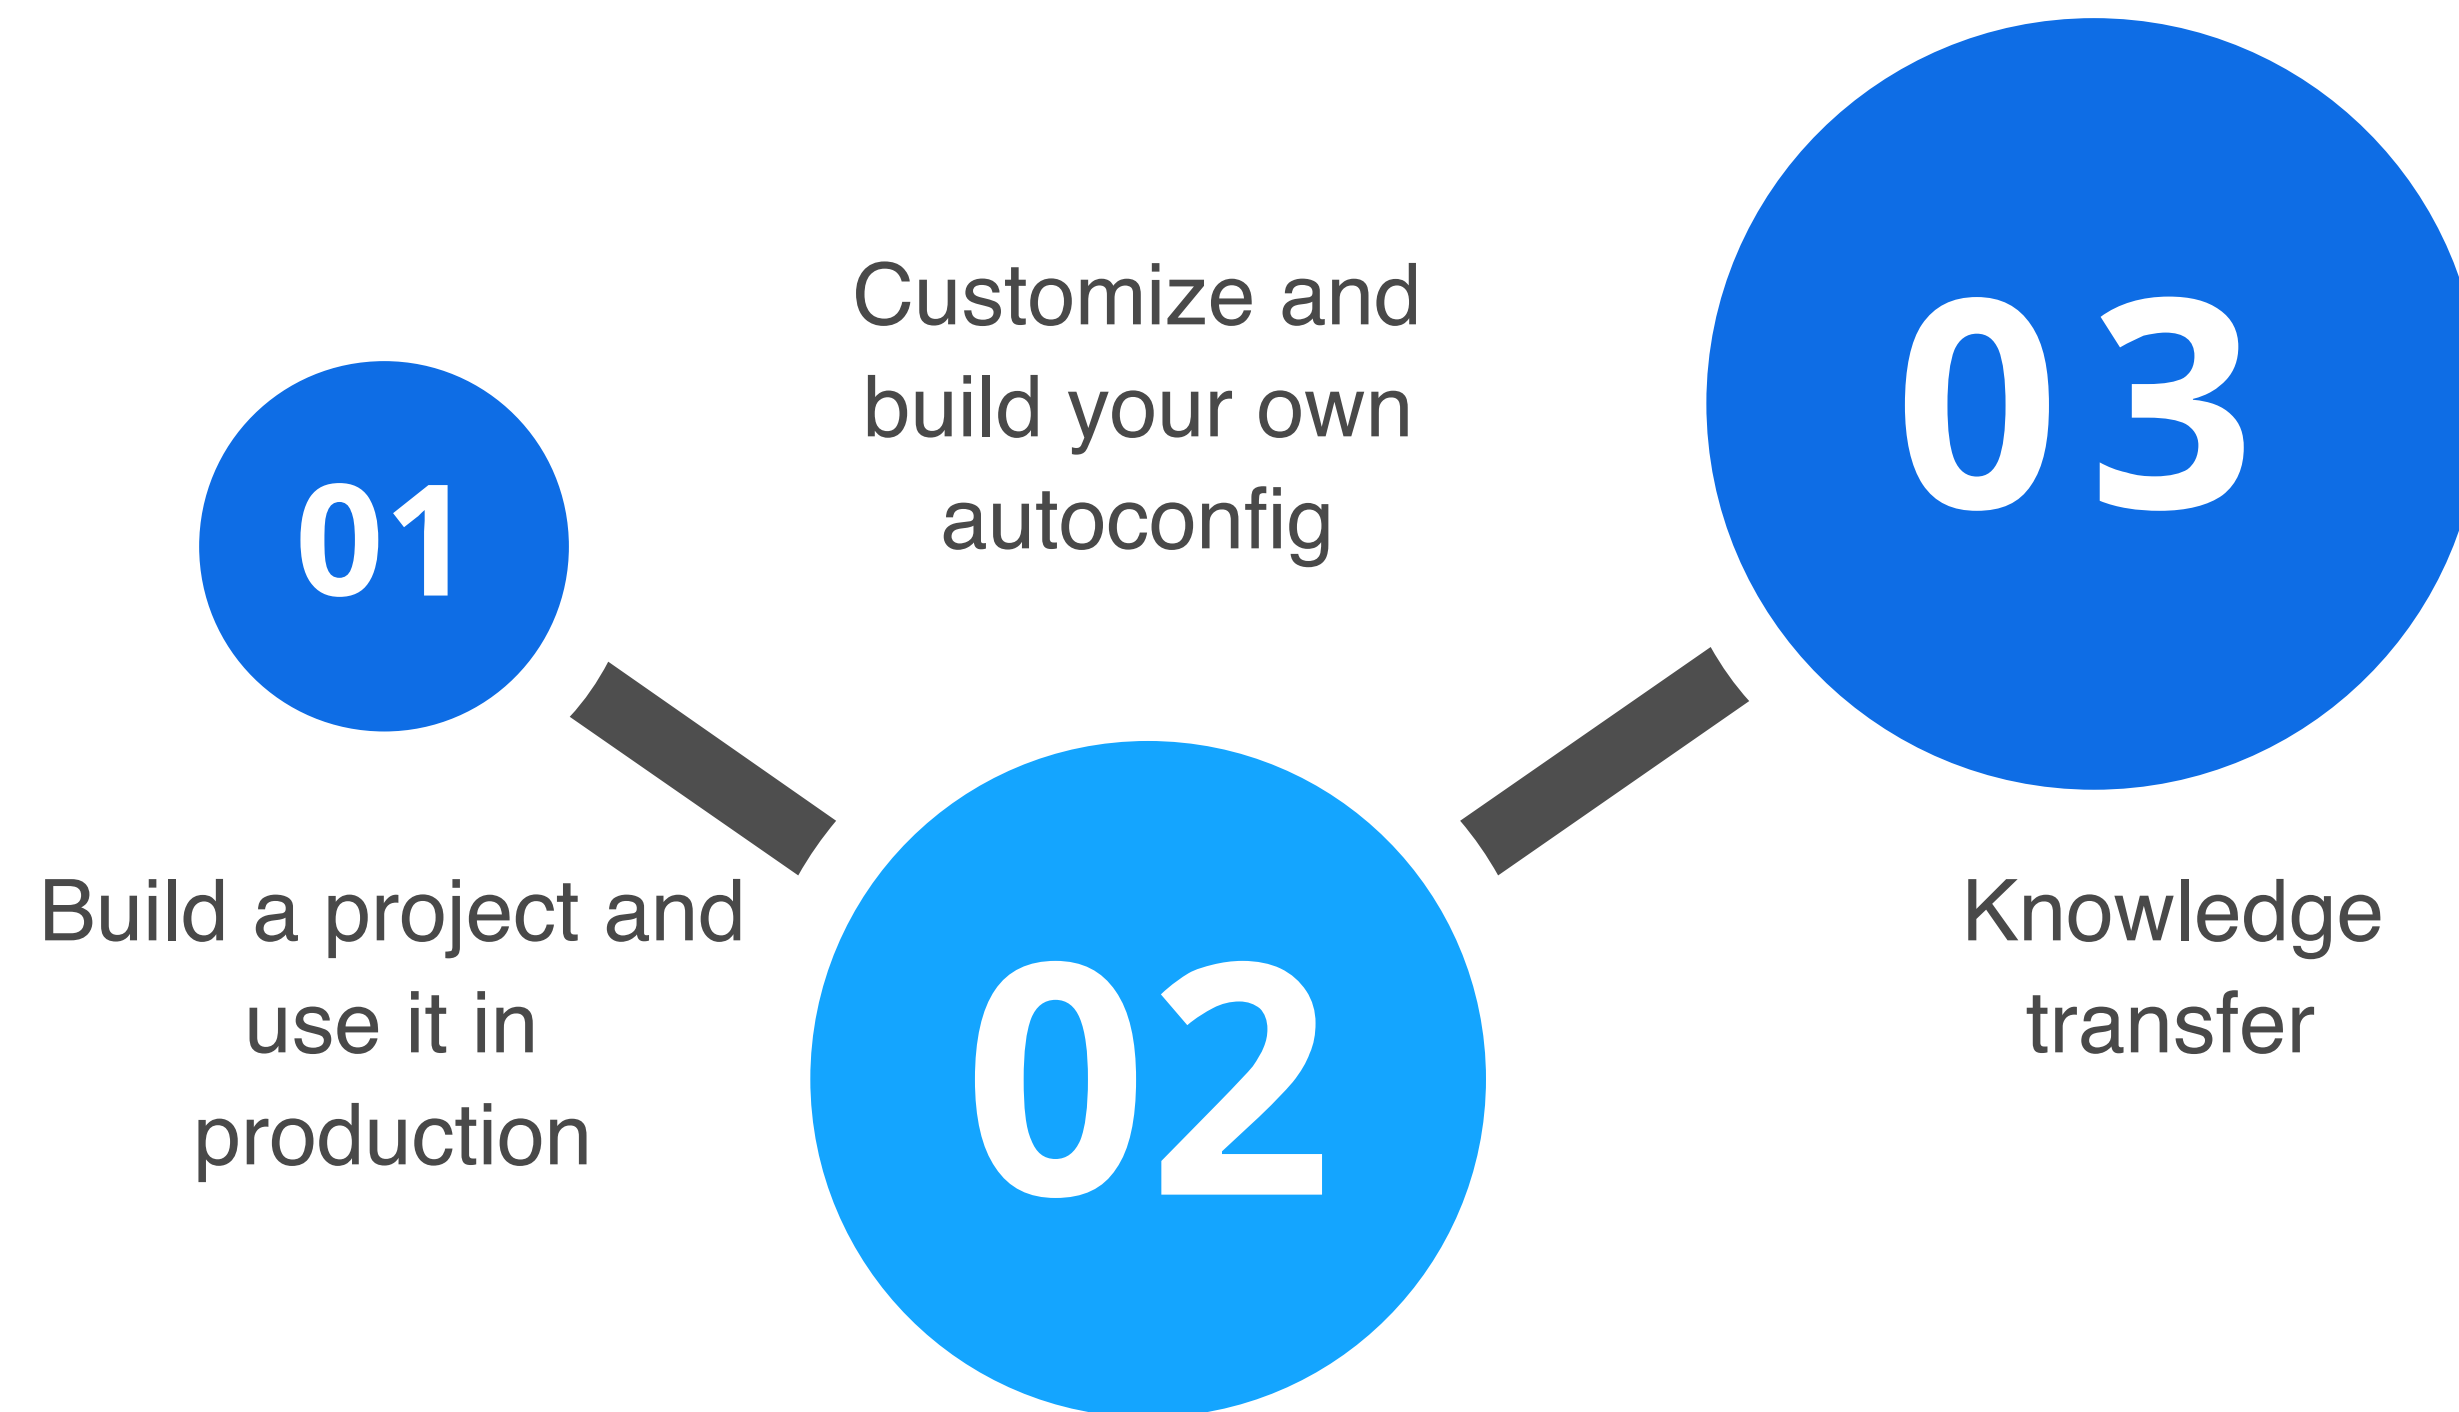 01
Build a project and
use it in
production
Customize and
build your own
autoconfig
02
03
Knowledge
transfer